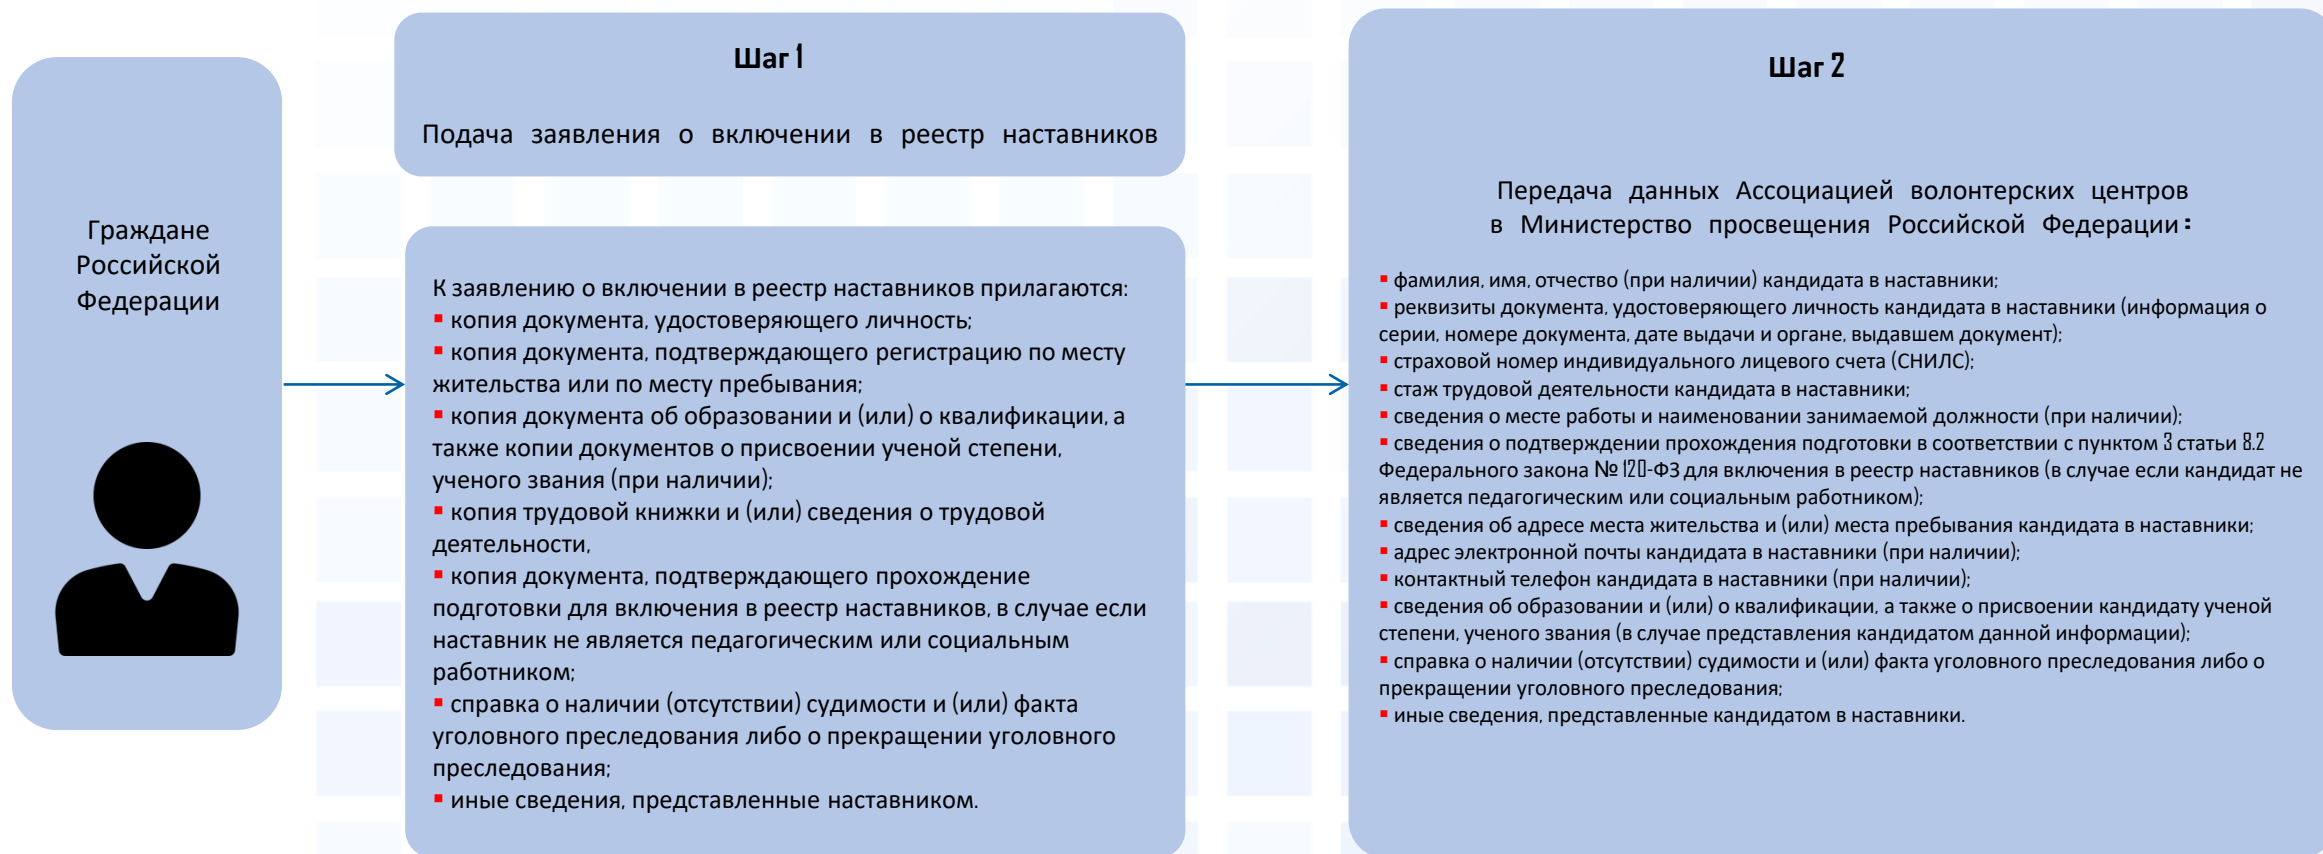 Граждане
Российской
Федерации
Шаг 1
Подача заявления о включении в реестр наставников
К заявлению о включении в реестр наставников прилагаются:
▪ копия документа, удостоверяющего личность;
▪ копия документа, подтверждающего регистрацию по месту
жительства или по месту пребывания;
▪ копия документа об образовании и (или) о квалификации, а
также копии документов о присвоении ученой степени,
ученого звания (при наличии);
▪ копия трудовой книжки и (или) сведения о трудовой
деятельности,
▪ копия документа, подтверждающего прохождение
подготовки для включения в реестр наставников, в случае если
наставник не является педагогическим или социальным
работником;
▪ справка о наличии (отсутствии) судимости и (или) факта
уголовного преследования либо о прекращении уголовного
преследования;
▪ иные сведения, представленные наставником.
Шаг 2
Передача данных Ассоциацией волонтерских центров
в Министерство просвещения Российской Федерации:
▪ фамилия, имя, отчество (при наличии) кандидата в наставники;
▪ реквизиты документа, удостоверяющего личность кандидата в наставники (информация о
серии, номере документа, дате выдачи и органе, выдавшем документ);
▪ страховой номер индивидуального лицевого счета (СНИЛС);
▪ стаж трудовой деятельности кандидата в наставники;
▪ сведения о месте работы и наименовании занимаемой должности (при наличии);
▪ сведения о подтверждении прохождения подготовки в соответствии с пунктом 3 статьи 8.2
Федерального закона № 120-ФЗ для включения в реестр наставников (в случае если кандидат не
является педагогическим или социальным работником);
▪ сведения об адресе места жительства и (или) места пребывания кандидата в наставники;
▪ адрес электронной почты кандидата в наставники (при наличии);
▪ контактный телефон кандидата в наставники (при наличии);
▪ сведения об образовании и (или) о квалификации, а также о присвоении кандидату ученой
степени, ученого звания (в случае представления кандидатом данной информации);
▪ справка о наличии (отсутствии) судимости и (или) факта уголовного преследования либо о
прекращении уголовного преследования;
▪ иные сведения, представленные кандидатом в наставники.